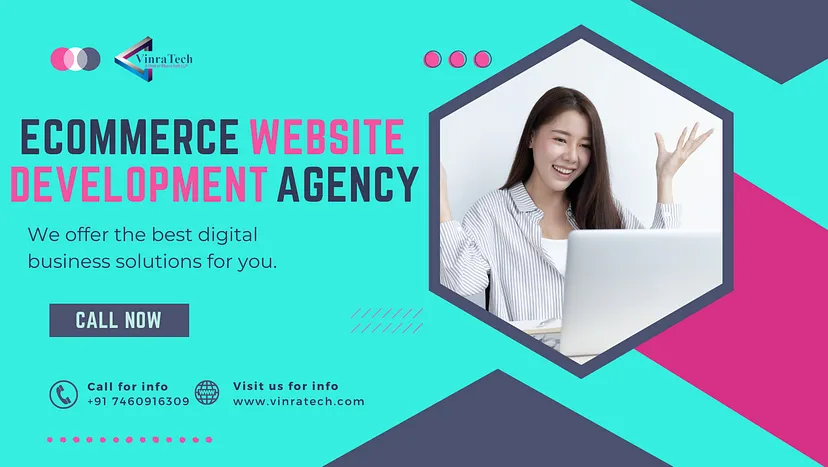 VinraTech
ECOMMERCE WEBSITE
DEVELOPMENT AGENCY
We offer the best digital
business solutions for you.
CALL NOW
Call for info
+91 7460916309
Visit us for info
www.vinratech.com